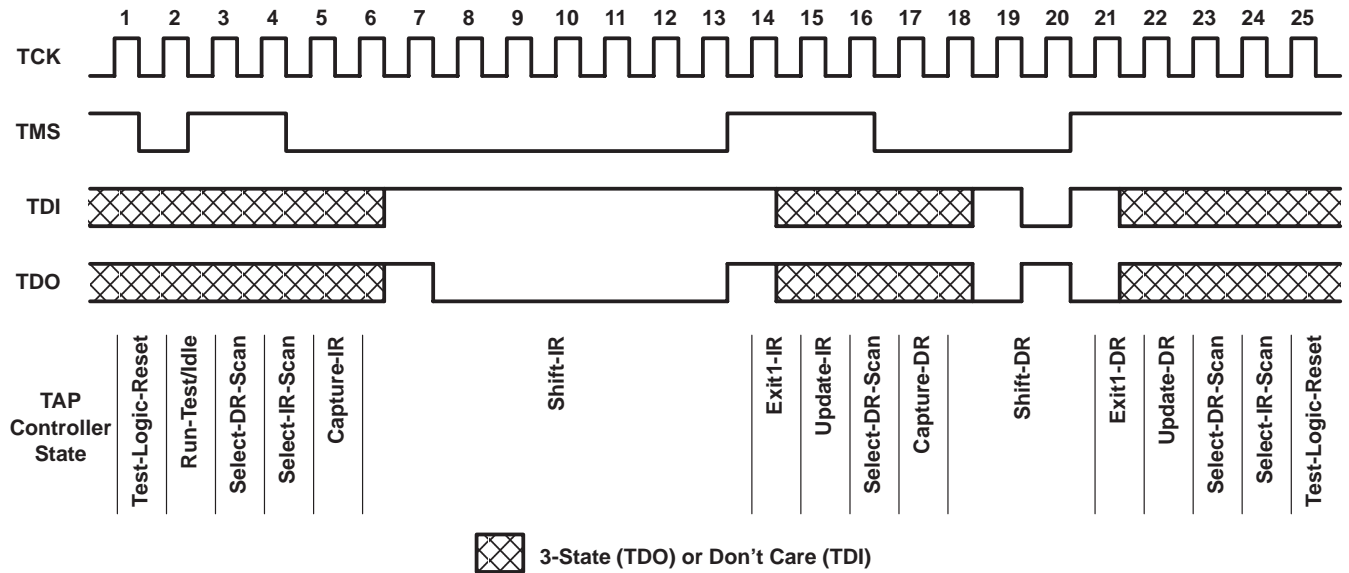 1 2 3 4 5 6 7 8 9 10 11 12 13 14 15 16 17 18 19 20 21 22 23 24 25
TCK
TMS
TDI
TDO
TAP
Controller
State
Test-Logic-Reset
Run-Test/Idle
Select-DR-Scan
Select-IR-Scan
Capture-IR
Shift-IR
Exit1-IR
Update-IR
Select-DR-Scan
Capture-DR
Shift-DR
Exit1-DR
Update-DR
Select-DR-Scan
Select-IR-Scan
Test-Logic-Reset
3-State (TDO) or Don’t Care (TDI)